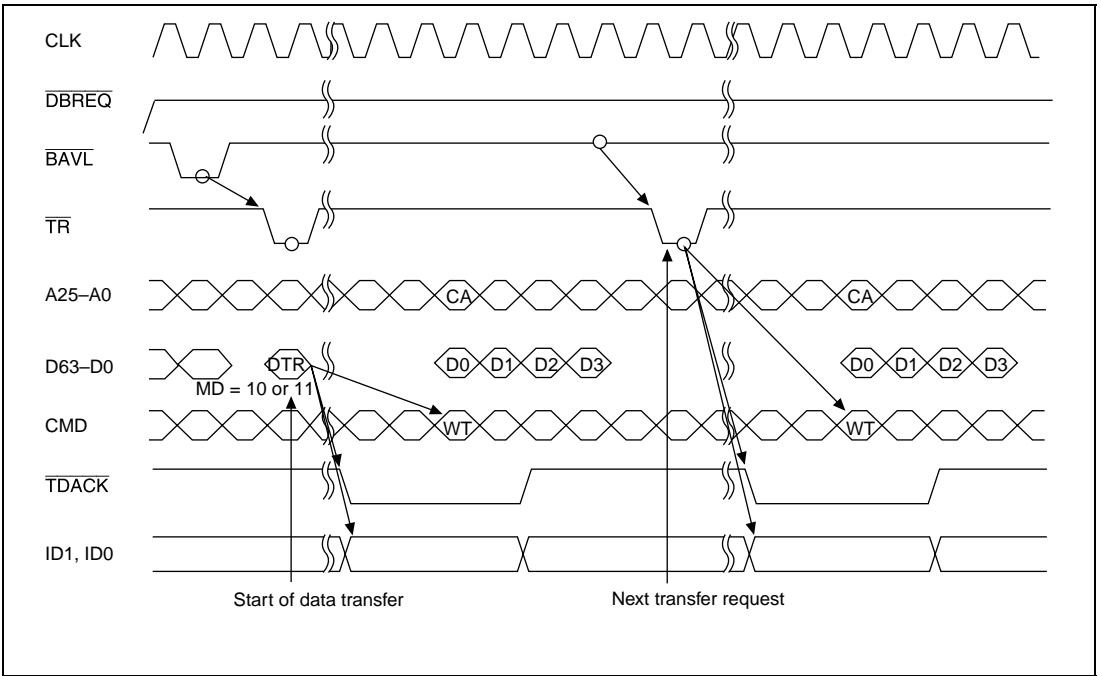 CLK
DBREQ
BAVL
TR
A25–A0
CA
CA
D63–D0
DTR
D0
D1
D2
D3
D0
D1
D2
D3
MD = 10 or 11
CMD
WT
WT
TDACK
ID1, ID0
Start of data transfer
Next transfer request